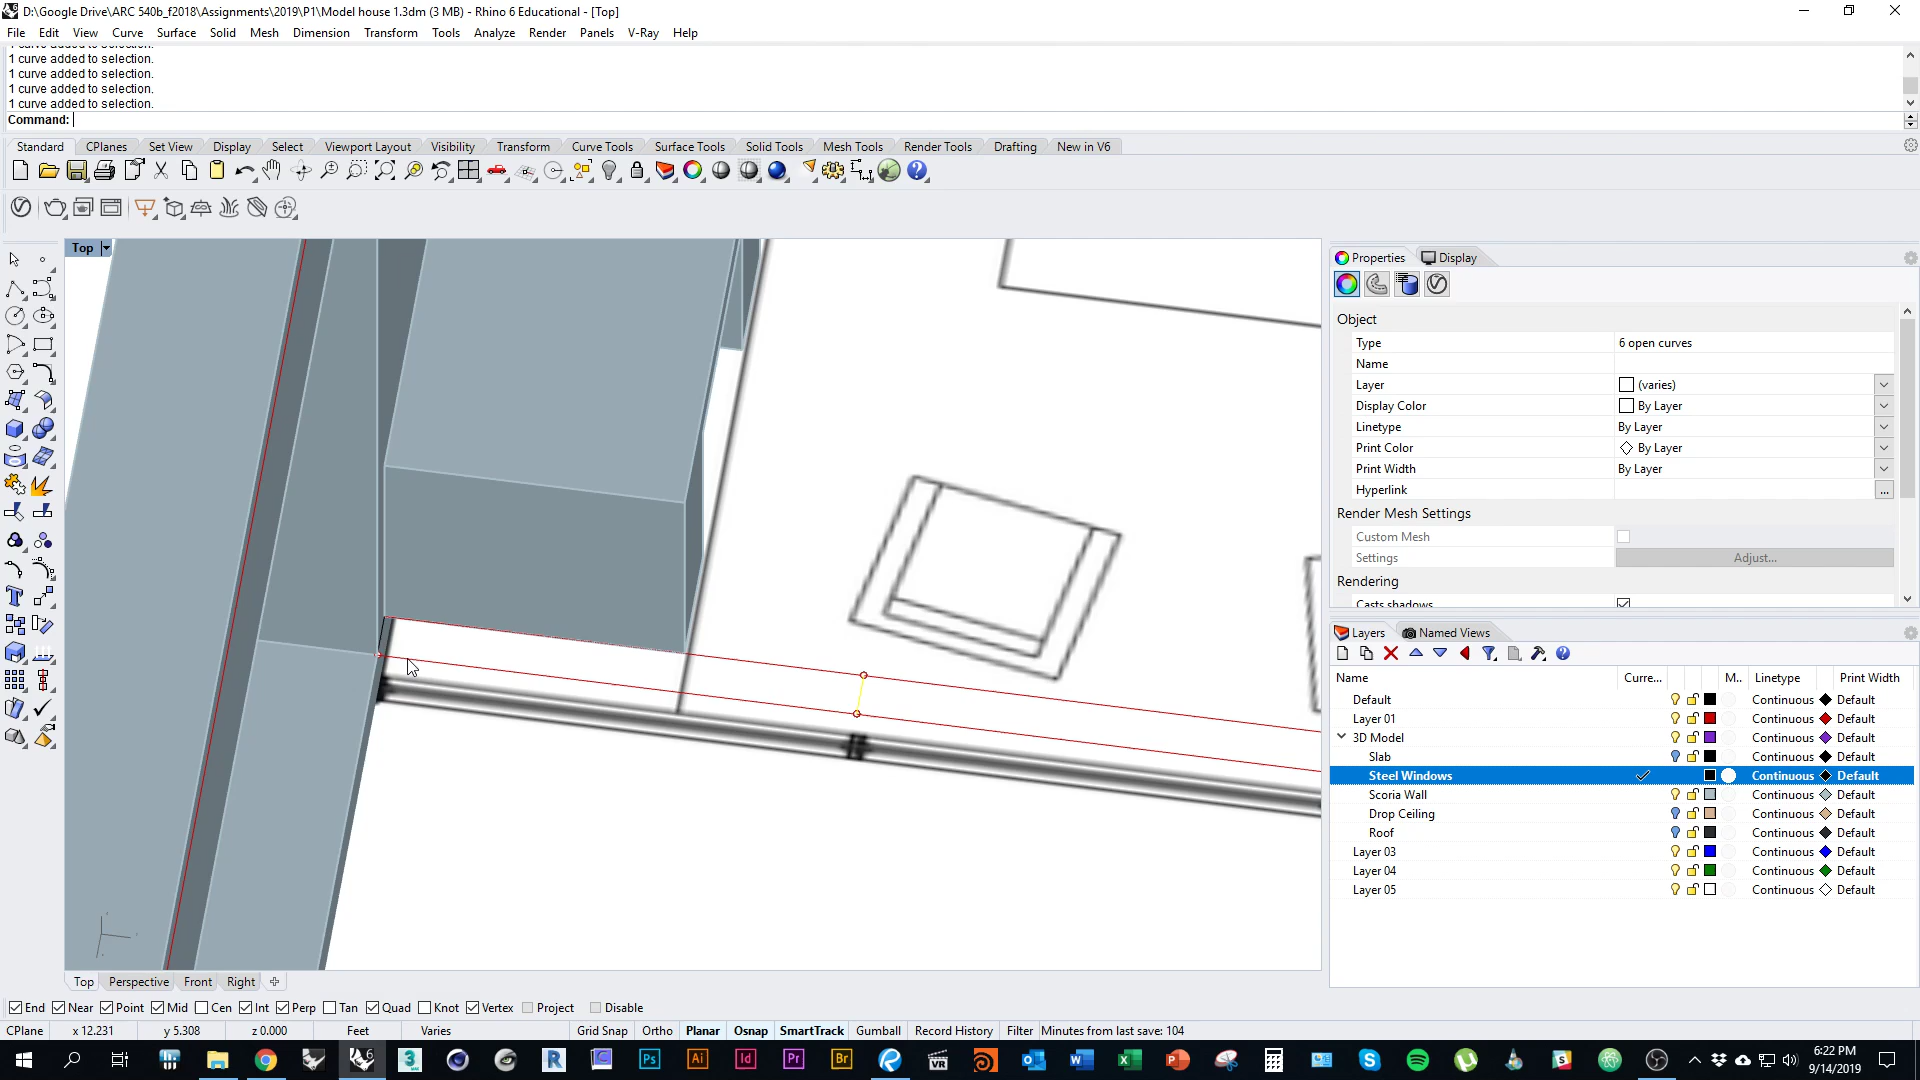 D:\Google Drive\ARC 540b_f2018\Assignments\2019\P1\Model house 1.3dm (3 MB) - Rhino 6 Educational - [Top]
File Edit View Curve Surface Solid Mesh Dimension Transform Tools Analyze Render Panels V-Ray Help
1 curve added to selection.
1 curve added to selection.
1 curve added to selection.
1 curve added to selection.
Command:
Standard CPlanes Set View Display Select Viewport Layout Visibility Transform Curve Tools Surface Tools Solid Tools Mesh Tools Render Tools Drafting New in V6
Top
Properties Display
Object
Type 6 open curves
Name
Layer (varies)
Display Color By Layer
Linetype By Layer
Print Color By Layer
Print Width By Layer
Hyperlink ...
Render Mesh Settings
Custom Mesh
Settings Adjust...
Rendering
Casts shadows
Layers Named Views
Name Curre... M.. Linetype Print Width
Default Continuous Default
Layer 01 Continuous Default
3D Model Continuous Default
Slab Continuous Default
Steel Windows Continuous Default
Scoria Wall Continuous Default
Drop Ceiling Continuous Default
Roof Continuous Default
Layer 03 Continuous Default
Layer 04 Continuous Default
Layer 05 Continuous Default
Top Perspective Front Right
End Near Point Mid Cen Int Perp Tan Quad Knot Vertex Project Disable
CPlane x 12.231 y 5.308 z 0.000 Feet Varies Grid Snap Ortho Planar Osnap SmartTrack Gumball Record History Filter Minutes from last save: 104
6 3 R Ps Ai Id Pr Br VR
6:22 PM
9/14/2019